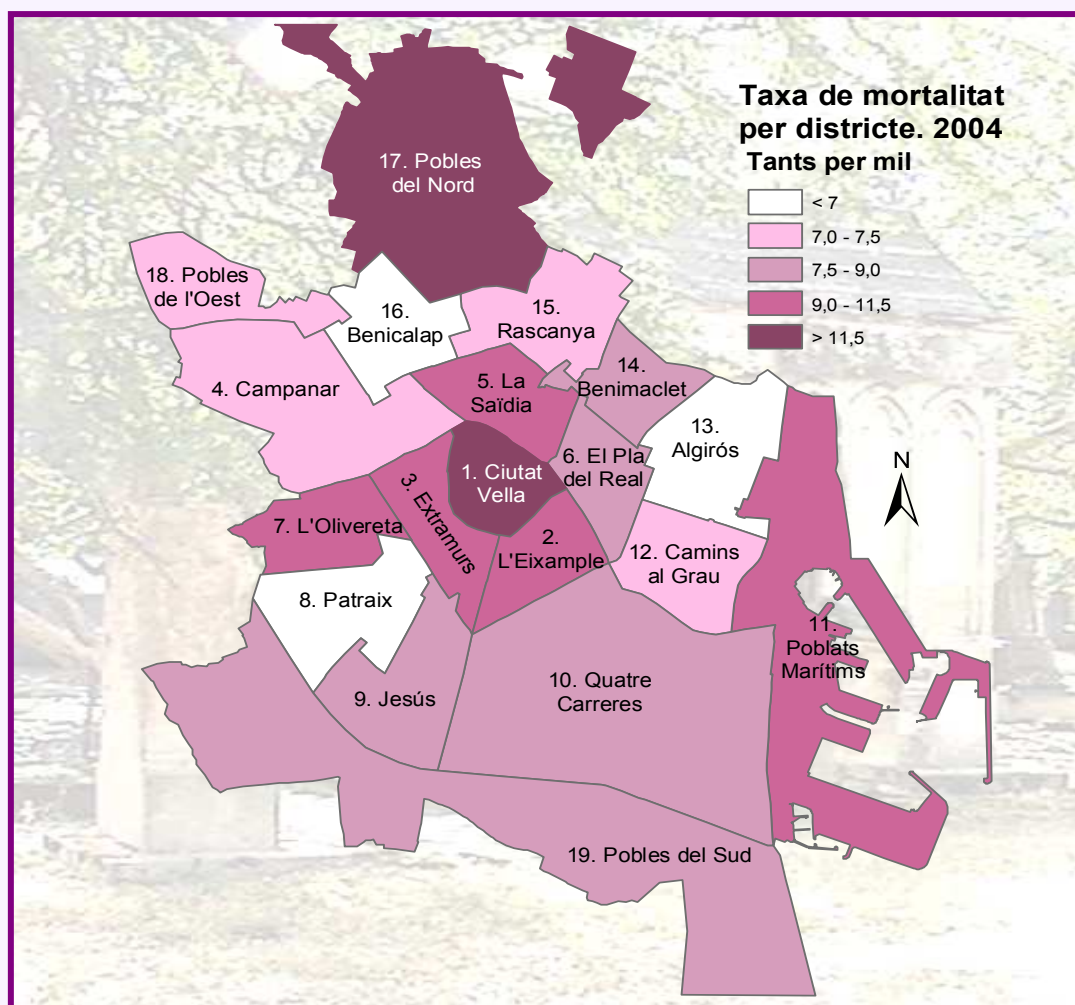 Taxa de mortalitat
per districte. 2004
Tants per mil
< 7
7,0 - 7,5
7,5 - 9,0
9,0 - 11,5
> 11,5
N
17. Pobles
del Nord
18. Pobles
de l'Oest
16.
Benicalap
15.
Rascanya
4. Campanar
5. La
Saïdia
14.
Benimaclet
13.
Algirós
6. El Pla
del Real
1. Ciutat
Vella
3. Extramurs
7. L'Olivereta
2.
L'Eixample
12. Camins
al Grau
8. Patraix
11.
Poblats
Marítims
9. Jesús
10. Quatre
Carreres
19. Pobles del Sud